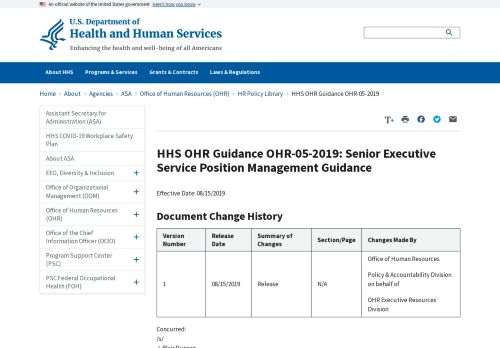 An official website of the United States government Here's how you know
U.S. Department of
Health and Human Services
Enhancing the health and well-being of all Americans
About HHS Programs & Services Grants & Contracts Laws & Regulations
Home › About › Agencies › ASA › Office of Human Resources (OHR) › HR Policy Library › HHS OHR Guidance OHR-05-2019
Assistant Secretary for
Administration (ASA)
HHS COVID-19 Workplace Safety
Plan
About ASA
EEO, Diversity & Inclusion +
Office of Organizational
Management (OOM) +
Office of Human Resources
(OHR) +
Office of the Chief
Information Officer (OCIO) +
Program Support Center
(PSC) +
PSC Federal Occupational
Health (FOH) +
T+
HHS OHR Guidance OHR-05-2019: Senior Executive
Service Position Management Guidance
Effective Date: 08/15/2019
Document Change History
Version
Number
Release
Date
Summary of
Changes
Section/Page
Changes Made By
1
08/15/2019
Release
N/A
Office of Human Resources
Policy & Accountability Division
on behalf of
OHR Executive Resources
Division
Concurred:
/s/